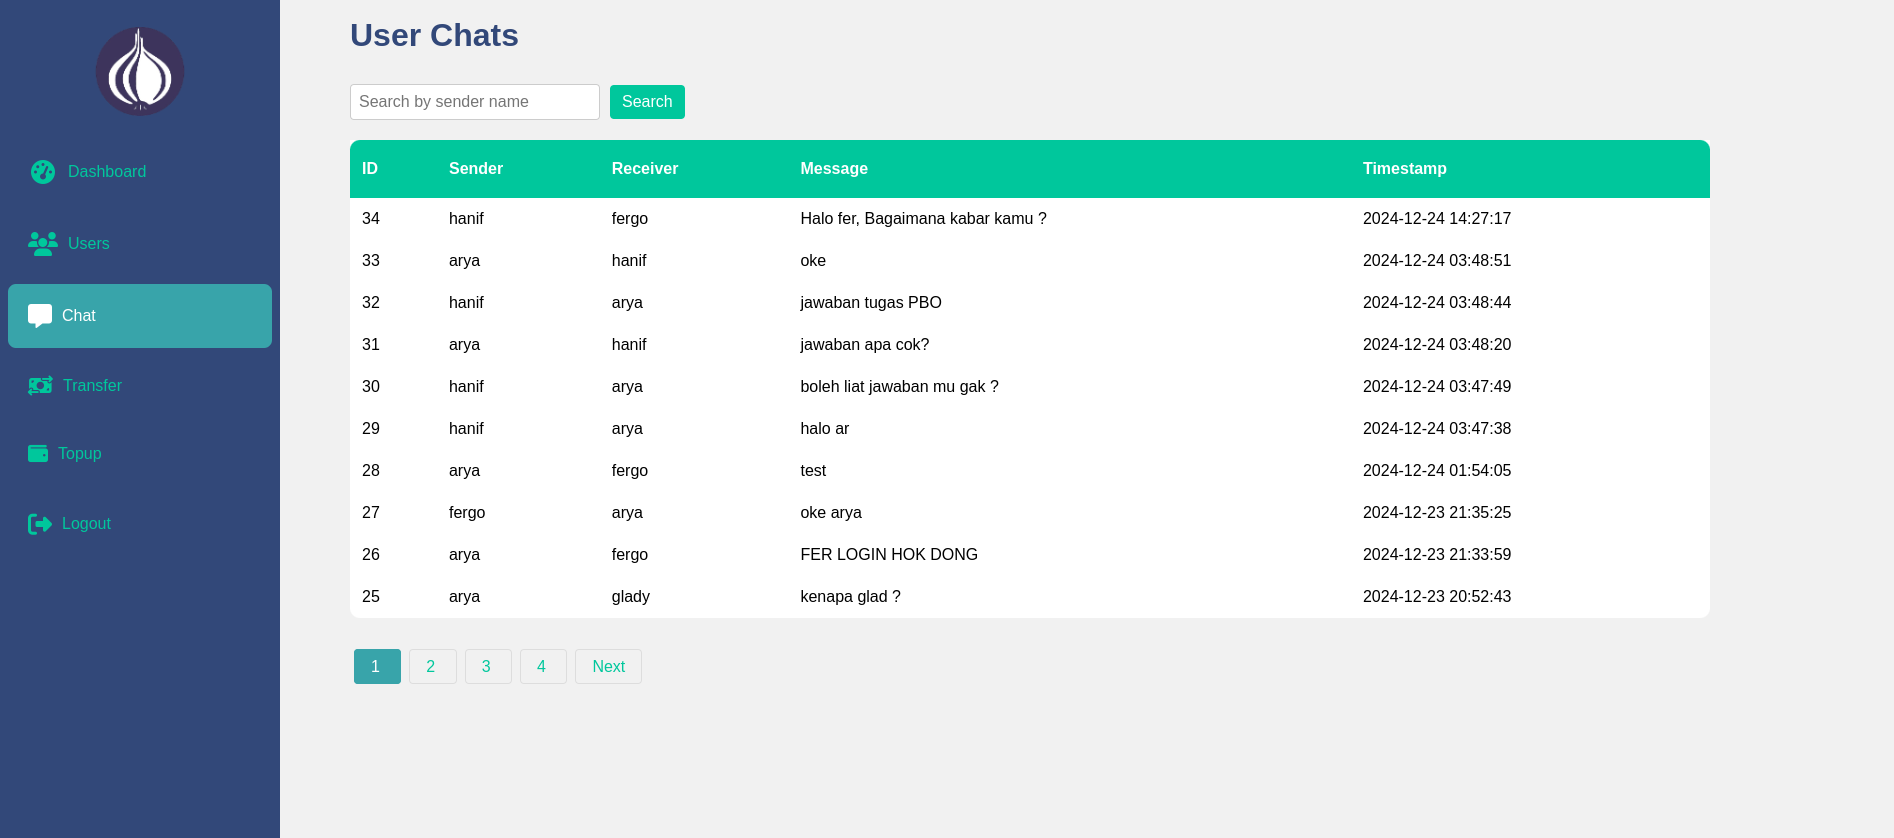 User Chats
Search by sender name Search
Dashboard
Users
Chat
Transfer
Topup
Logout
ID Sender Receiver Message Timestamp
34 hanif fergo Halo fer, Bagaimana kabar kamu ? 2024-12-24 14:27:17
33 arya hanif oke 2024-12-24 03:48:51
32 hanif arya jawaban tugas PBO 2024-12-24 03:48:44
31 arya hanif jawaban apa cok? 2024-12-24 03:48:20
30 hanif arya boleh liat jawaban mu gak ? 2024-12-24 03:47:49
29 hanif arya halo ar 2024-12-24 03:47:38
28 arya fergo test 2024-12-24 01:54:05
27 fergo arya oke arya 2024-12-23 21:35:25
26 arya fergo FER LOGIN HOK DONG 2024-12-23 21:33:59
25 arya glady kenapa glad ? 2024-12-23 20:52:43
1 2 3 4 Next